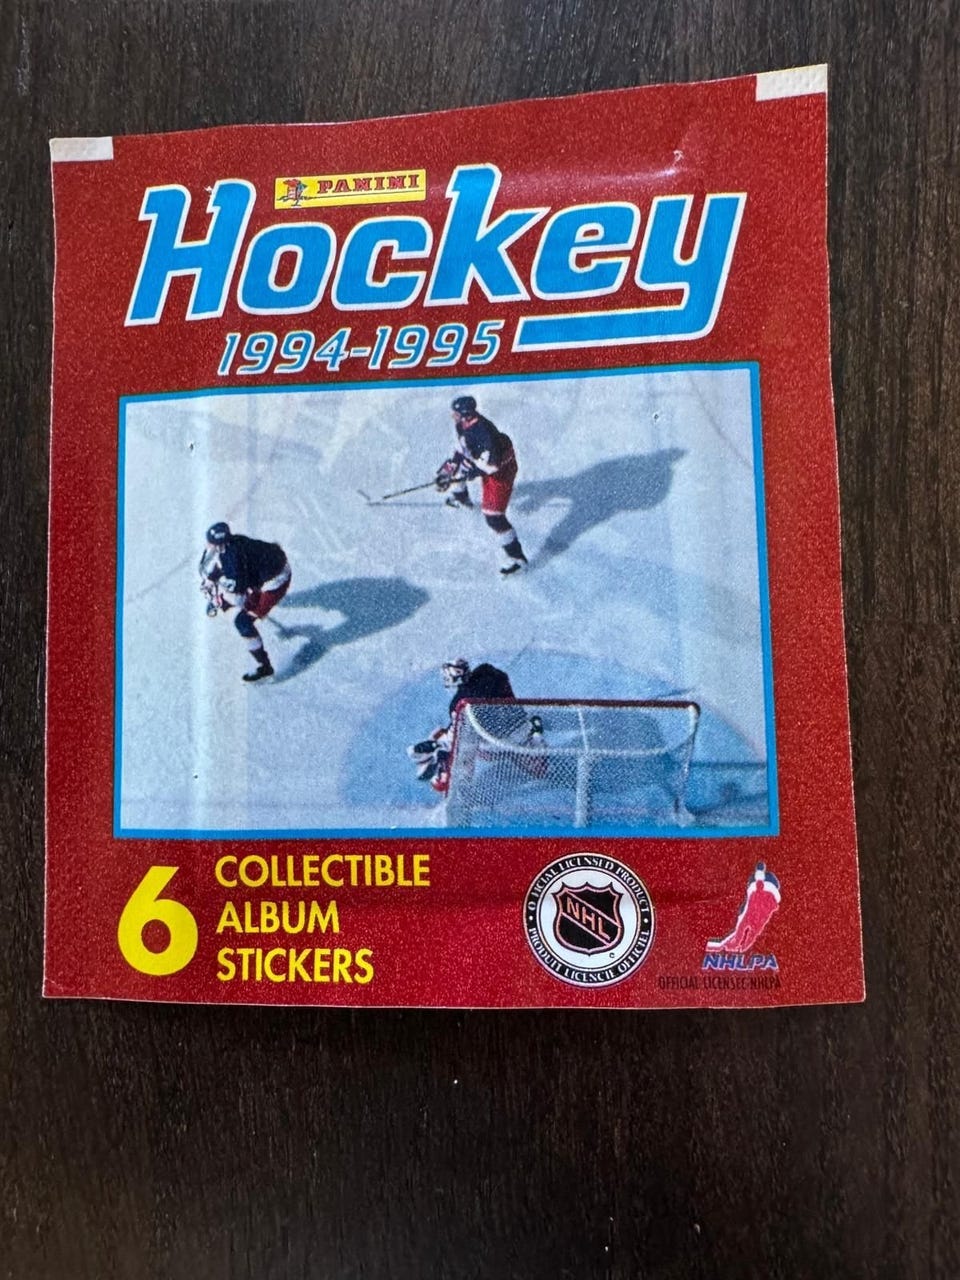 PANINI
Hockey
1994-1995
6
COLLECTIBLE
ALBUM
STICKERS
OFFICIAL LICENSED PRODUCT
NHL
PRODUIT LICENCIÉ OFFICIEL
NHLPA
OFFICIAL LICENSEE NHLPA